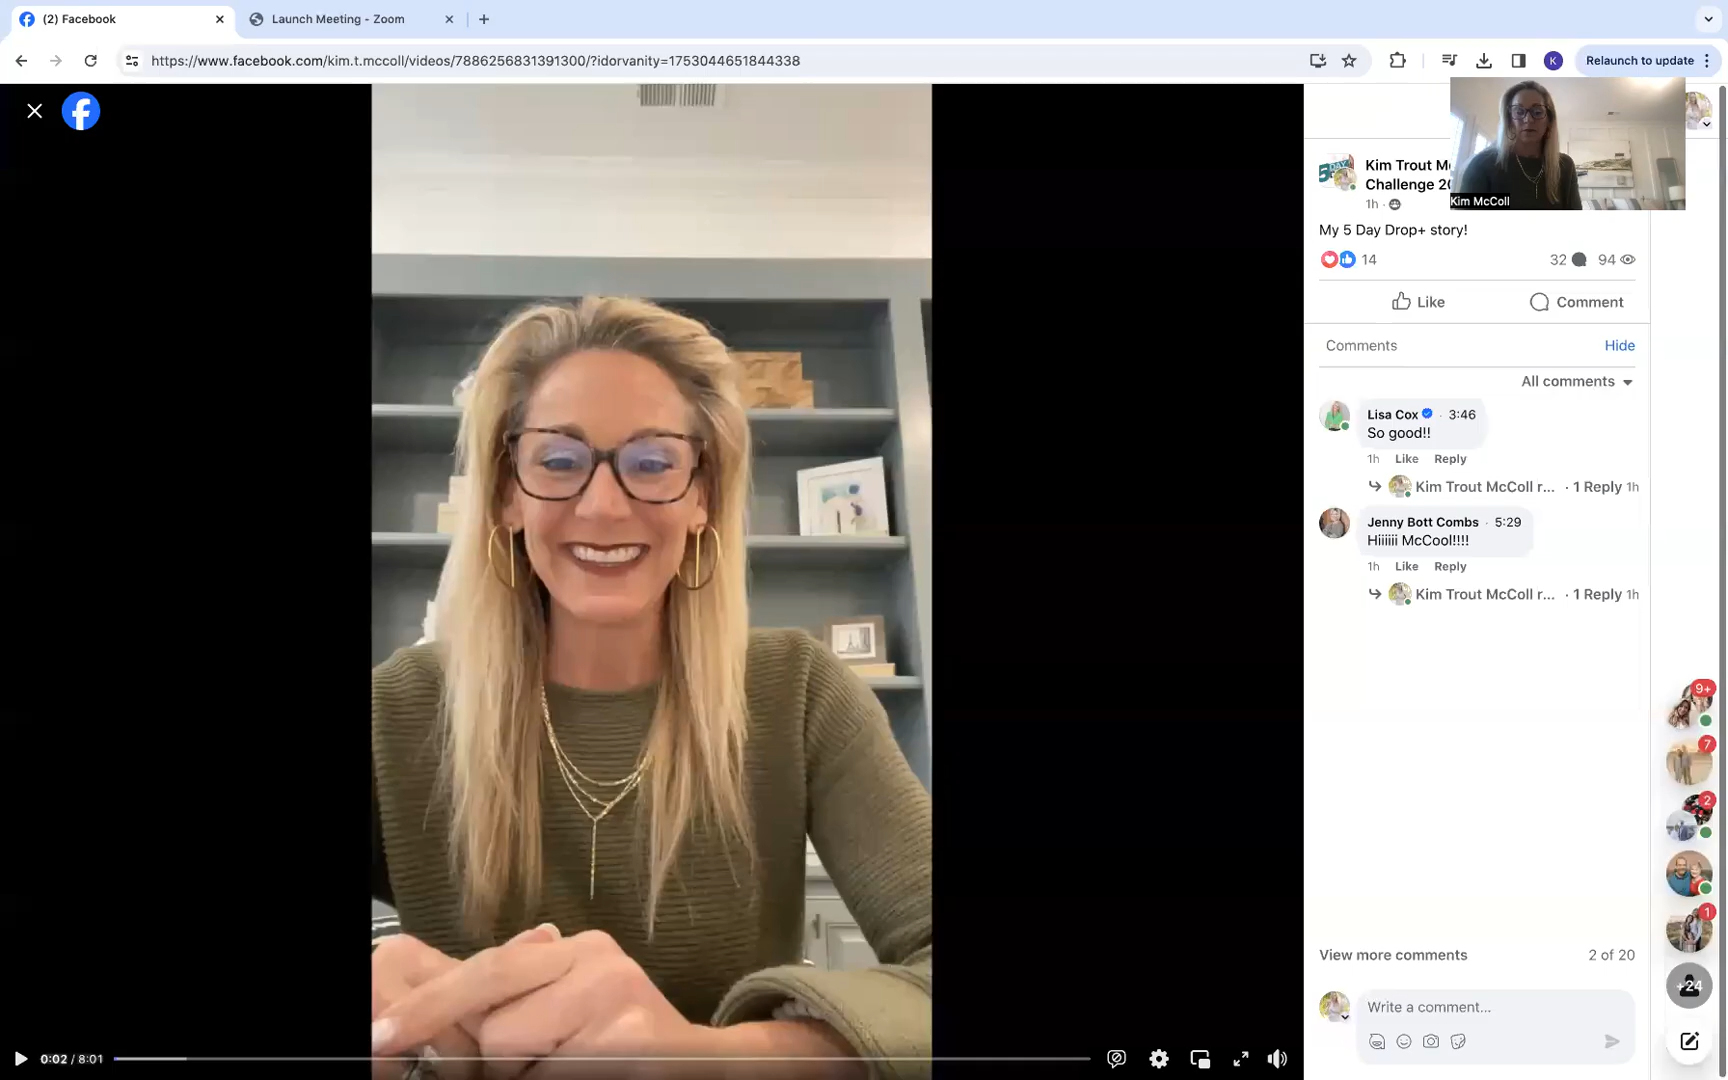 (2) Facebook
Launch Meeting - Zoom
https://www.facebook.com/kim.t.mccoll/videos/7886256831391300/?idorvanity=1753044651844338
K
Relaunch to update
Kim McColl
Kim Trout M
Challenge 20
1h ·
My 5 Day Drop+ story!
14
32
94
Like
Comment
Comments
Hide
All comments
Lisa Cox · 3:46
So good!!
1h Like Reply
Kim Trout McColl r... · 1 Reply 1h
Jenny Bott Combs · 5:29
Hiiiiii McCool!!!!
1h Like Reply
Kim Trout McColl r... · 1 Reply 1h
9+
7
2
1
+24
View more comments
2 of 20
Write a comment...
0:02 / 8:01